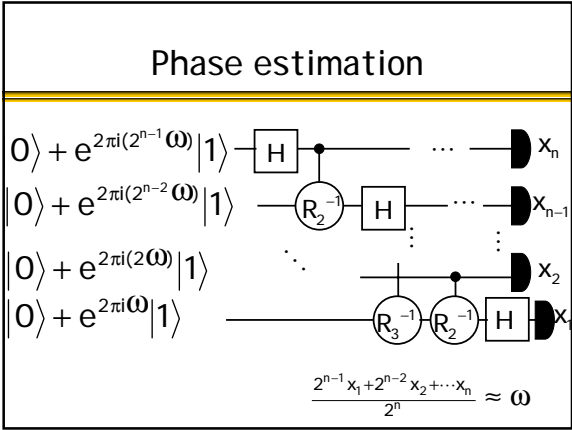 Phase estimation
0⟩ + e^{2πi(2^{n-1}ω)}|1⟩ H ... x_n
|0⟩ + e^{2πi(2^{n-2}ω)}|1⟩ R_2^{-1} H ... x_{n-1}
|0⟩ + e^{2πi(2ω)}|1⟩ x_2
|0⟩ + e^{2πiω}|1⟩ R_3^{-1} R_2^{-1} H x_1
\frac{2^{n-1}x_1+2^{n-2}x_2+⋯x_n}{2^n} ≈ ω